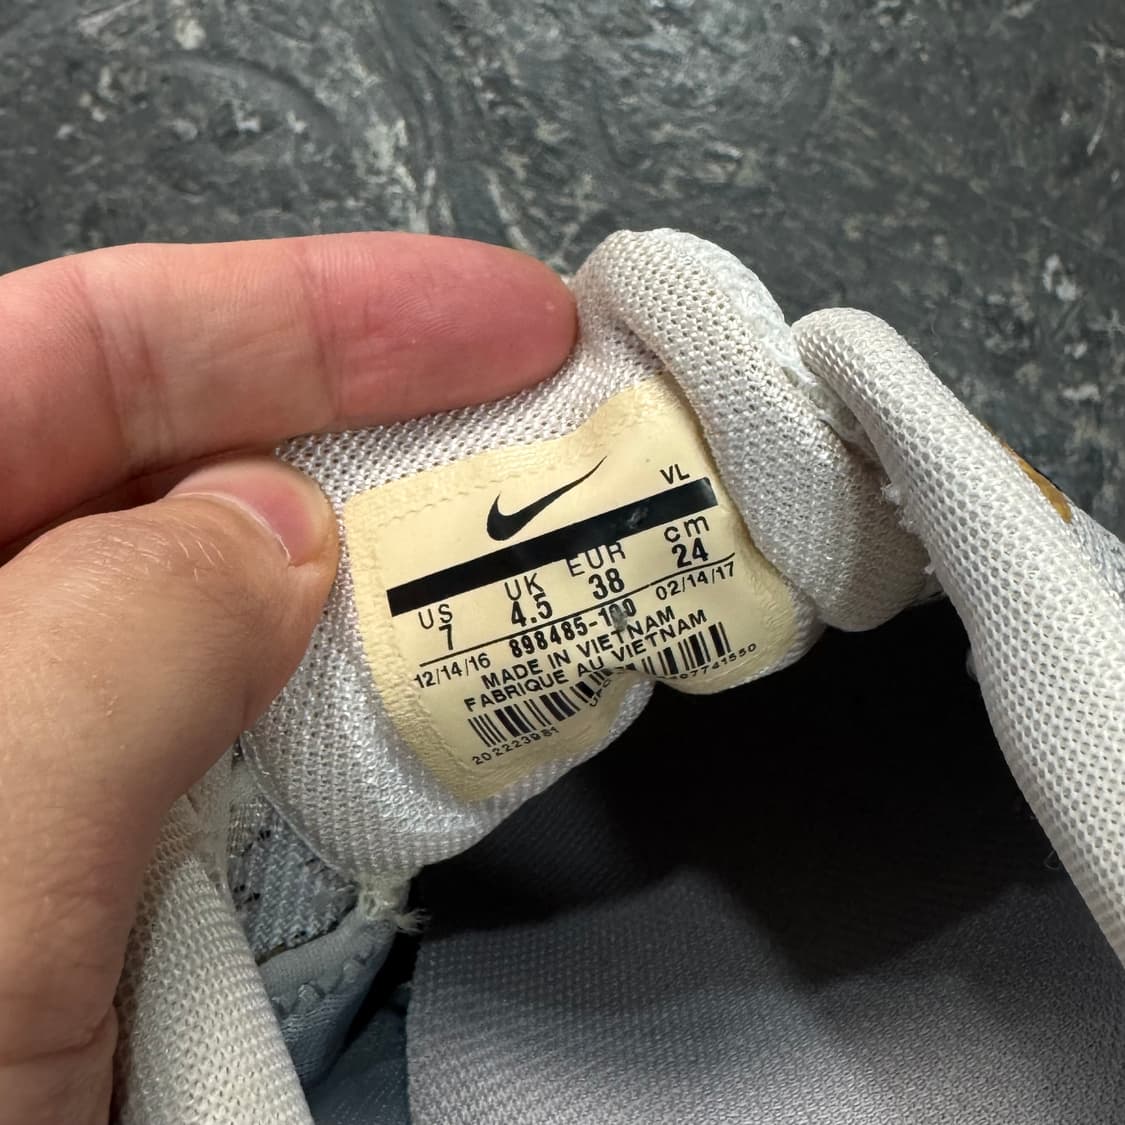 VL
US UK EUR cm
7 4.5 38 24
12/14/16 898485-100 02/14/17
MADE IN VIETNAM
FABRIQUE AU VIETNAM
202223981